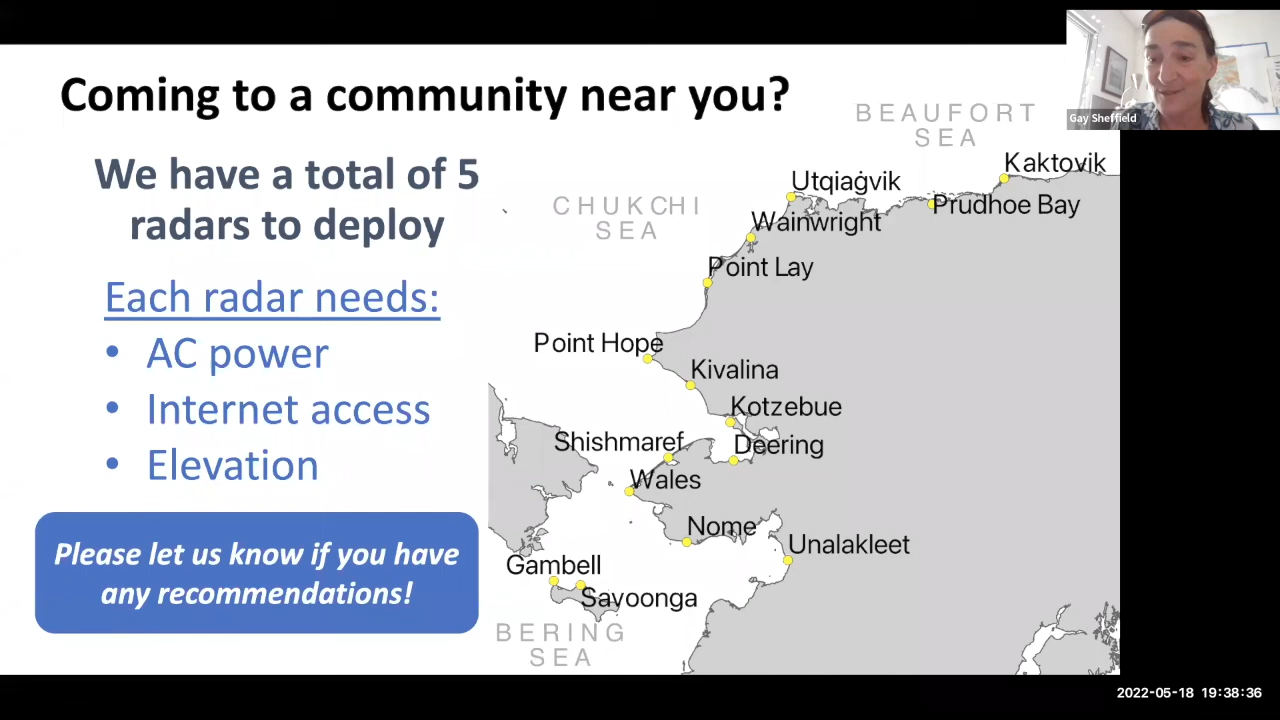 Coming to a community near you?
We have a total of 5
radars to deploy
Each radar needs:
• AC power
• Internet access
• Elevation
Please let us know if you have
any recommendations!
BEAUFORT
SEA
CHUKCHI
SEA
Kaktovik
Utqiaġvik
Prudhoe Bay
Wainwright
Point Lay
Point Hope
Kivalina
Kotzebue
Shishmaref
Deering
Wales
Nome
Unalakleet
Gambell
Savoonga
BERING
SEA
Gay Sheffield
2022-05-18 19:38:36